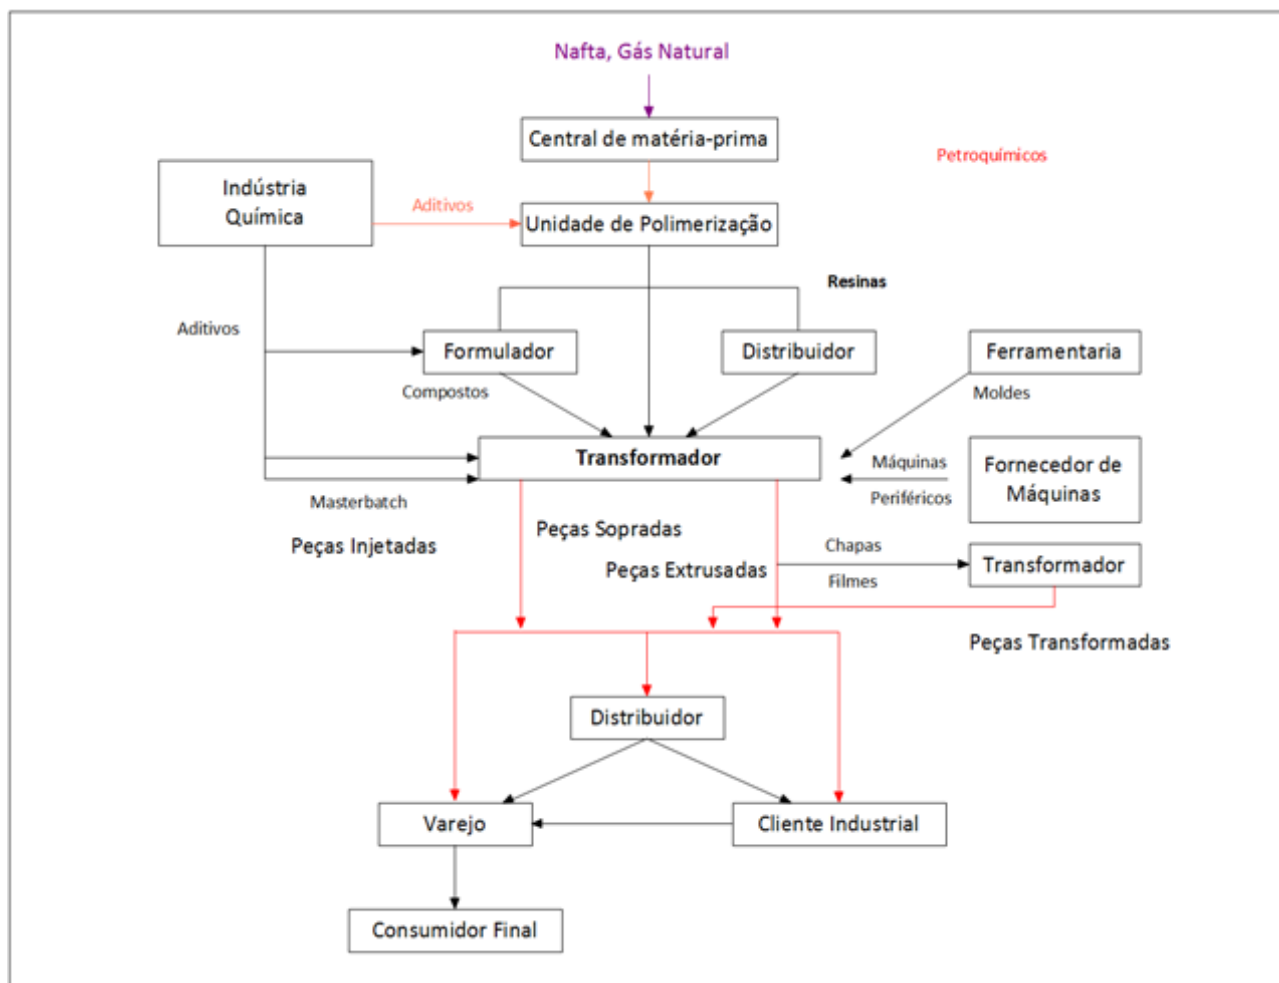 Nafta, Gás Natural
Central de matéria-prima
Petroquímicos
Indústria
Química
Aditivos
Unidade de Polimerização
Resinas
Aditivos
Formulador
Distribuidor
Ferramentaria
Compostos
Moldes
Transformador
Máquinas
Periféricos
Fornecedor de
Máquinas
Masterbatch
Peças Injetadas
Peças Sopradas
Peças Extrusadas
Chapas
Filmes
Transformador
Peças Transformadas
Distribuidor
Varejo
Cliente Industrial
Consumidor Final